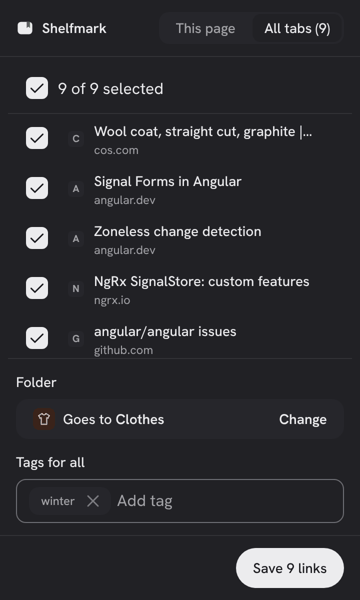 Shelfmark
This page
All tabs (9)
9 of 9 selected
C
Wool coat, straight cut, graphite |...
cos.com
A
Signal Forms in Angular
angular.dev
A
Zoneless change detection
angular.dev
N
NgRx SignalStore: custom features
ngrx.io
G
angular/angular issues
github.com
Folder
Goes to Clothes
Change
Tags for all
winter
Add tag
Save 9 links